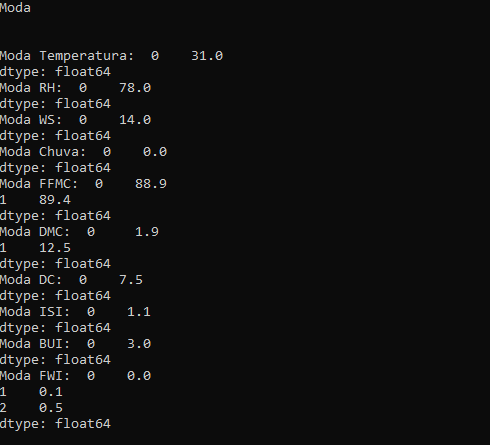 Moda
Moda Temperatura:  0    31.0
dtype: float64
Moda RH:  0    78.0
dtype: float64
Moda WS:  0    14.0
dtype: float64
Moda Chuva:  0    0.0
dtype: float64
Moda FFMC:  0    88.9
1    89.4
dtype: float64
Moda DMC:  0     1.9
1    12.5
dtype: float64
Moda DC:  0    7.5
dtype: float64
Moda ISI:  0    1.1
dtype: float64
Moda BUI:  0    3.0
dtype: float64
Moda FWI:  0    0.0
1    0.1
2    0.5
dtype: float64